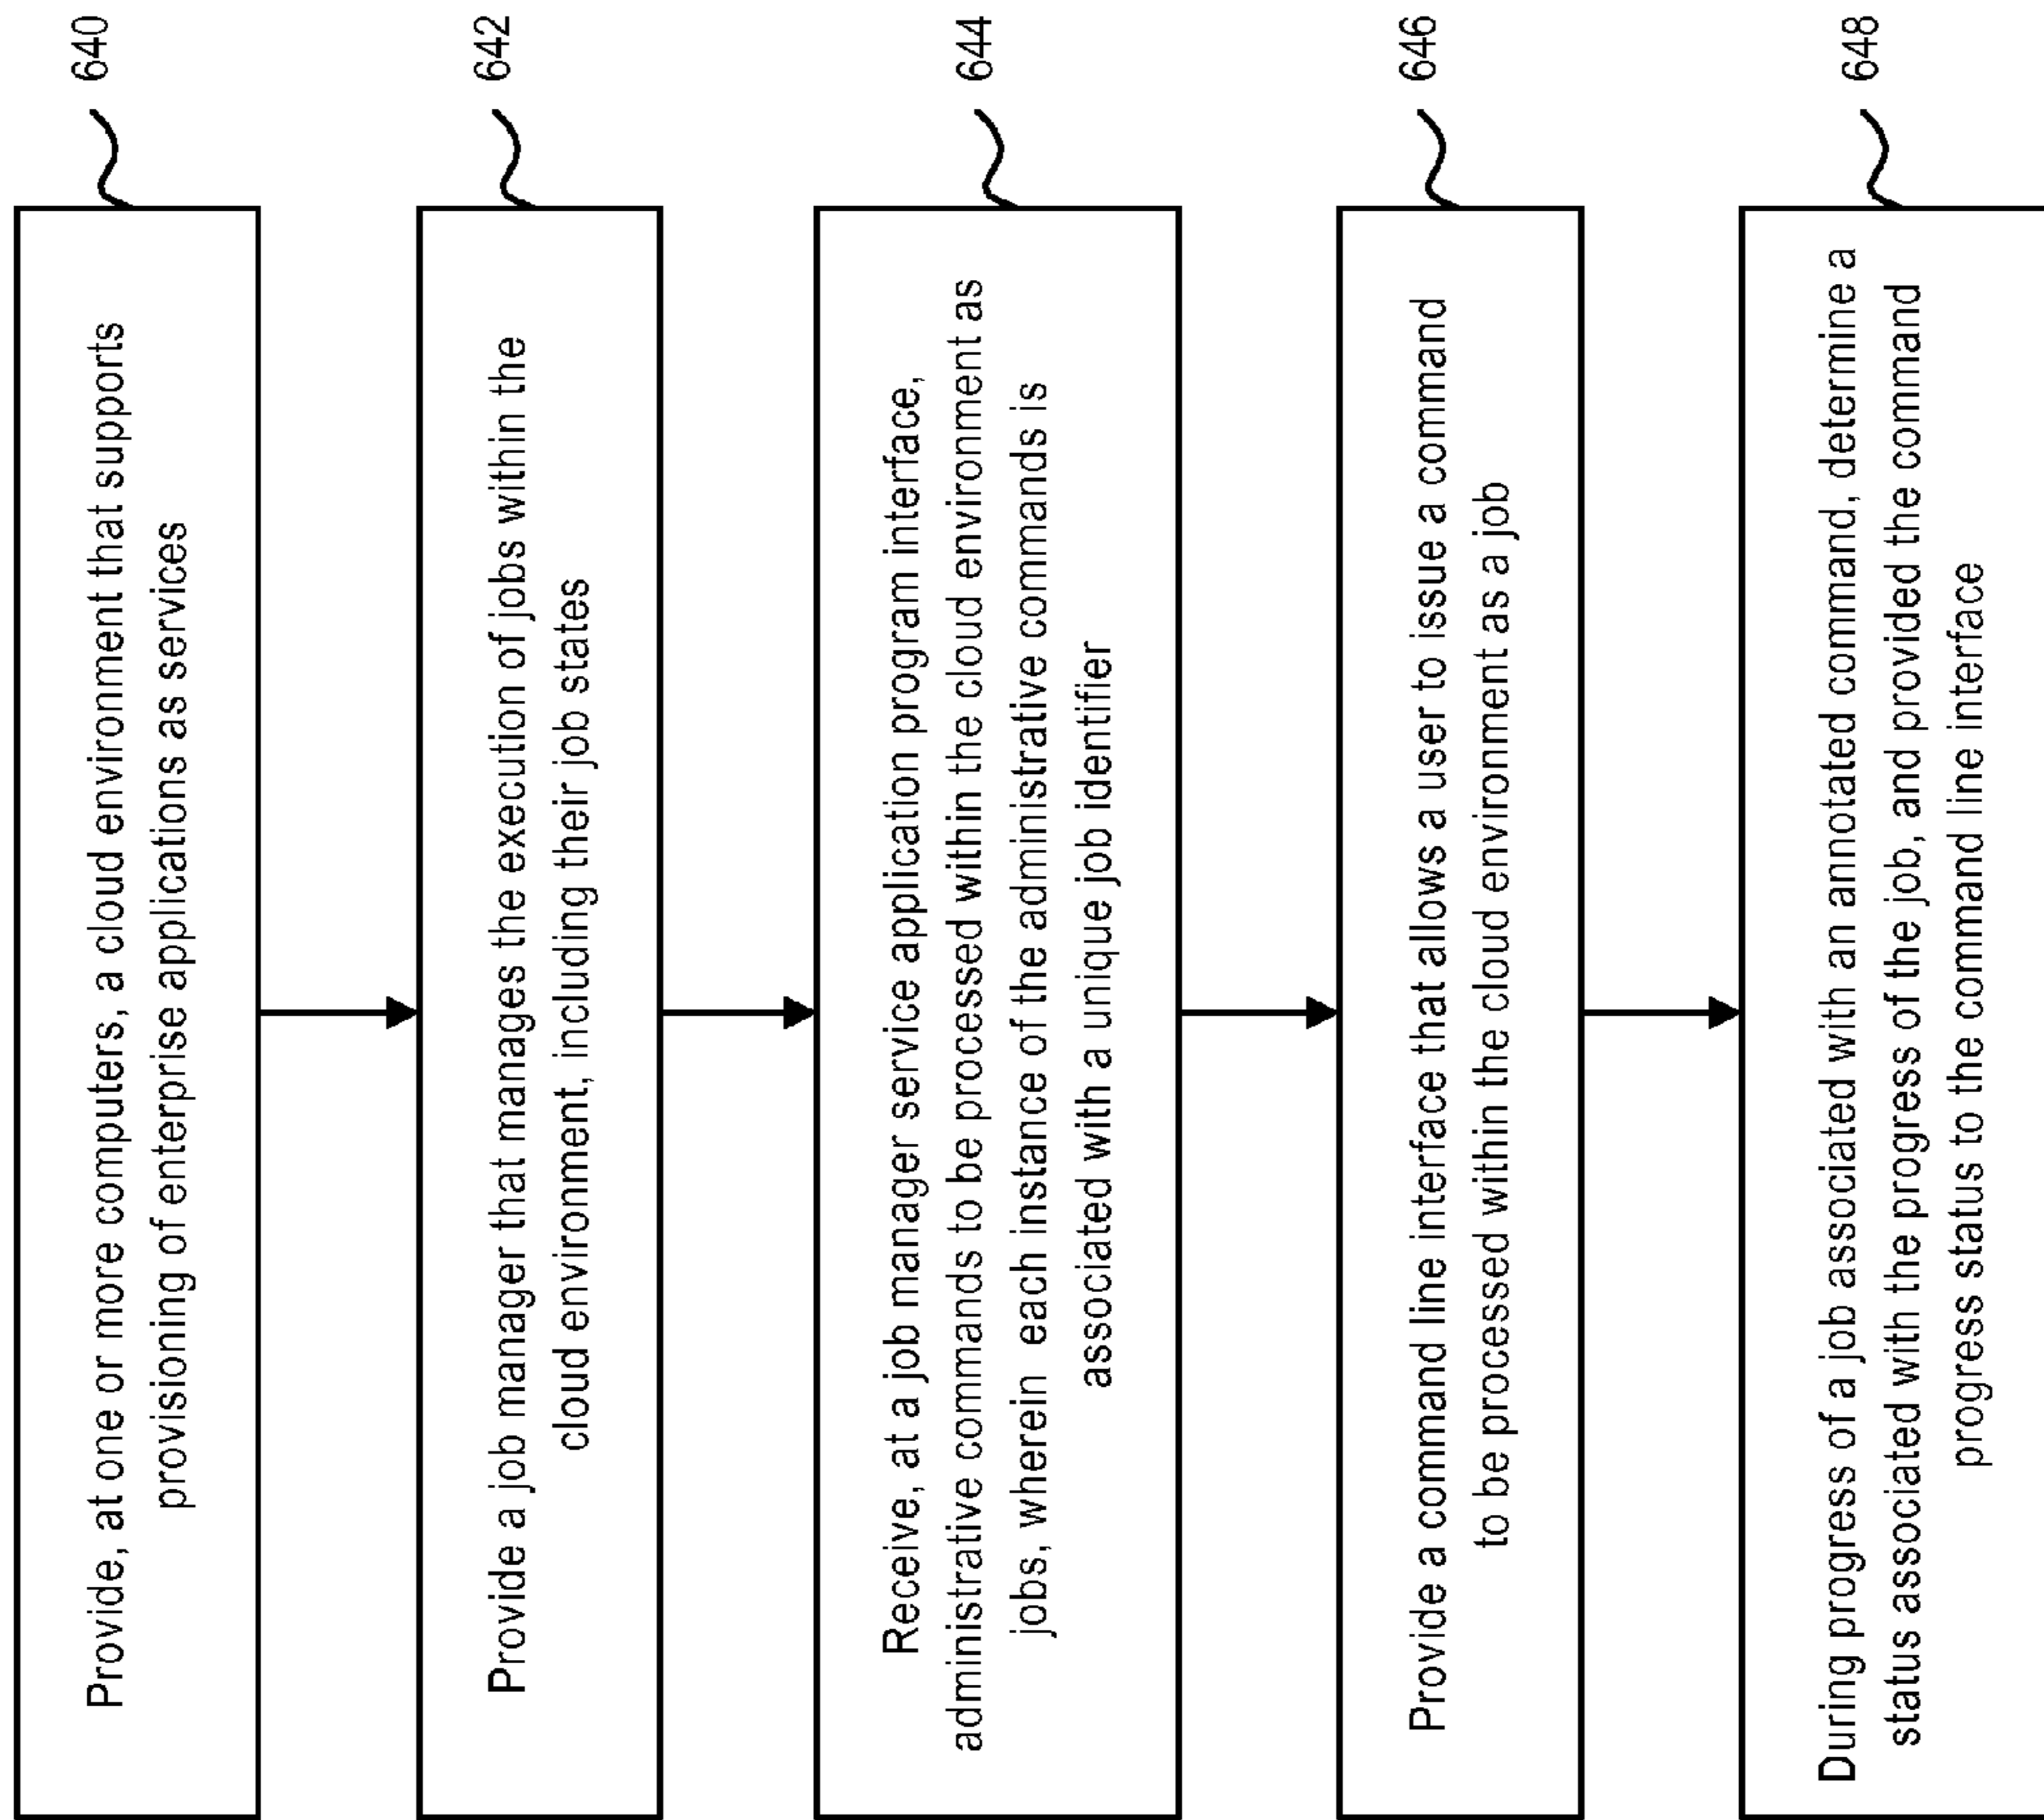 640
Provide, at one or more computers, a cloud environment that supports
provisioning of enterprise applications as services
642
Provide a job manager that manages the execution of jobs within the
cloud environment, including their job states
644
Receive, at a job manager service application program interface,
administrative commands to be processed within the cloud environment as
jobs, wherein each instance of the administrative commands is
associated with a unique job identifier
646
Provide a command line interface that allows a user to issue a command
to be processed within the cloud environment as a job
648
During progress of a job associated with an annotated command, determine a
status associated with the progress of the job, and provided the command
progress status to the command line interface